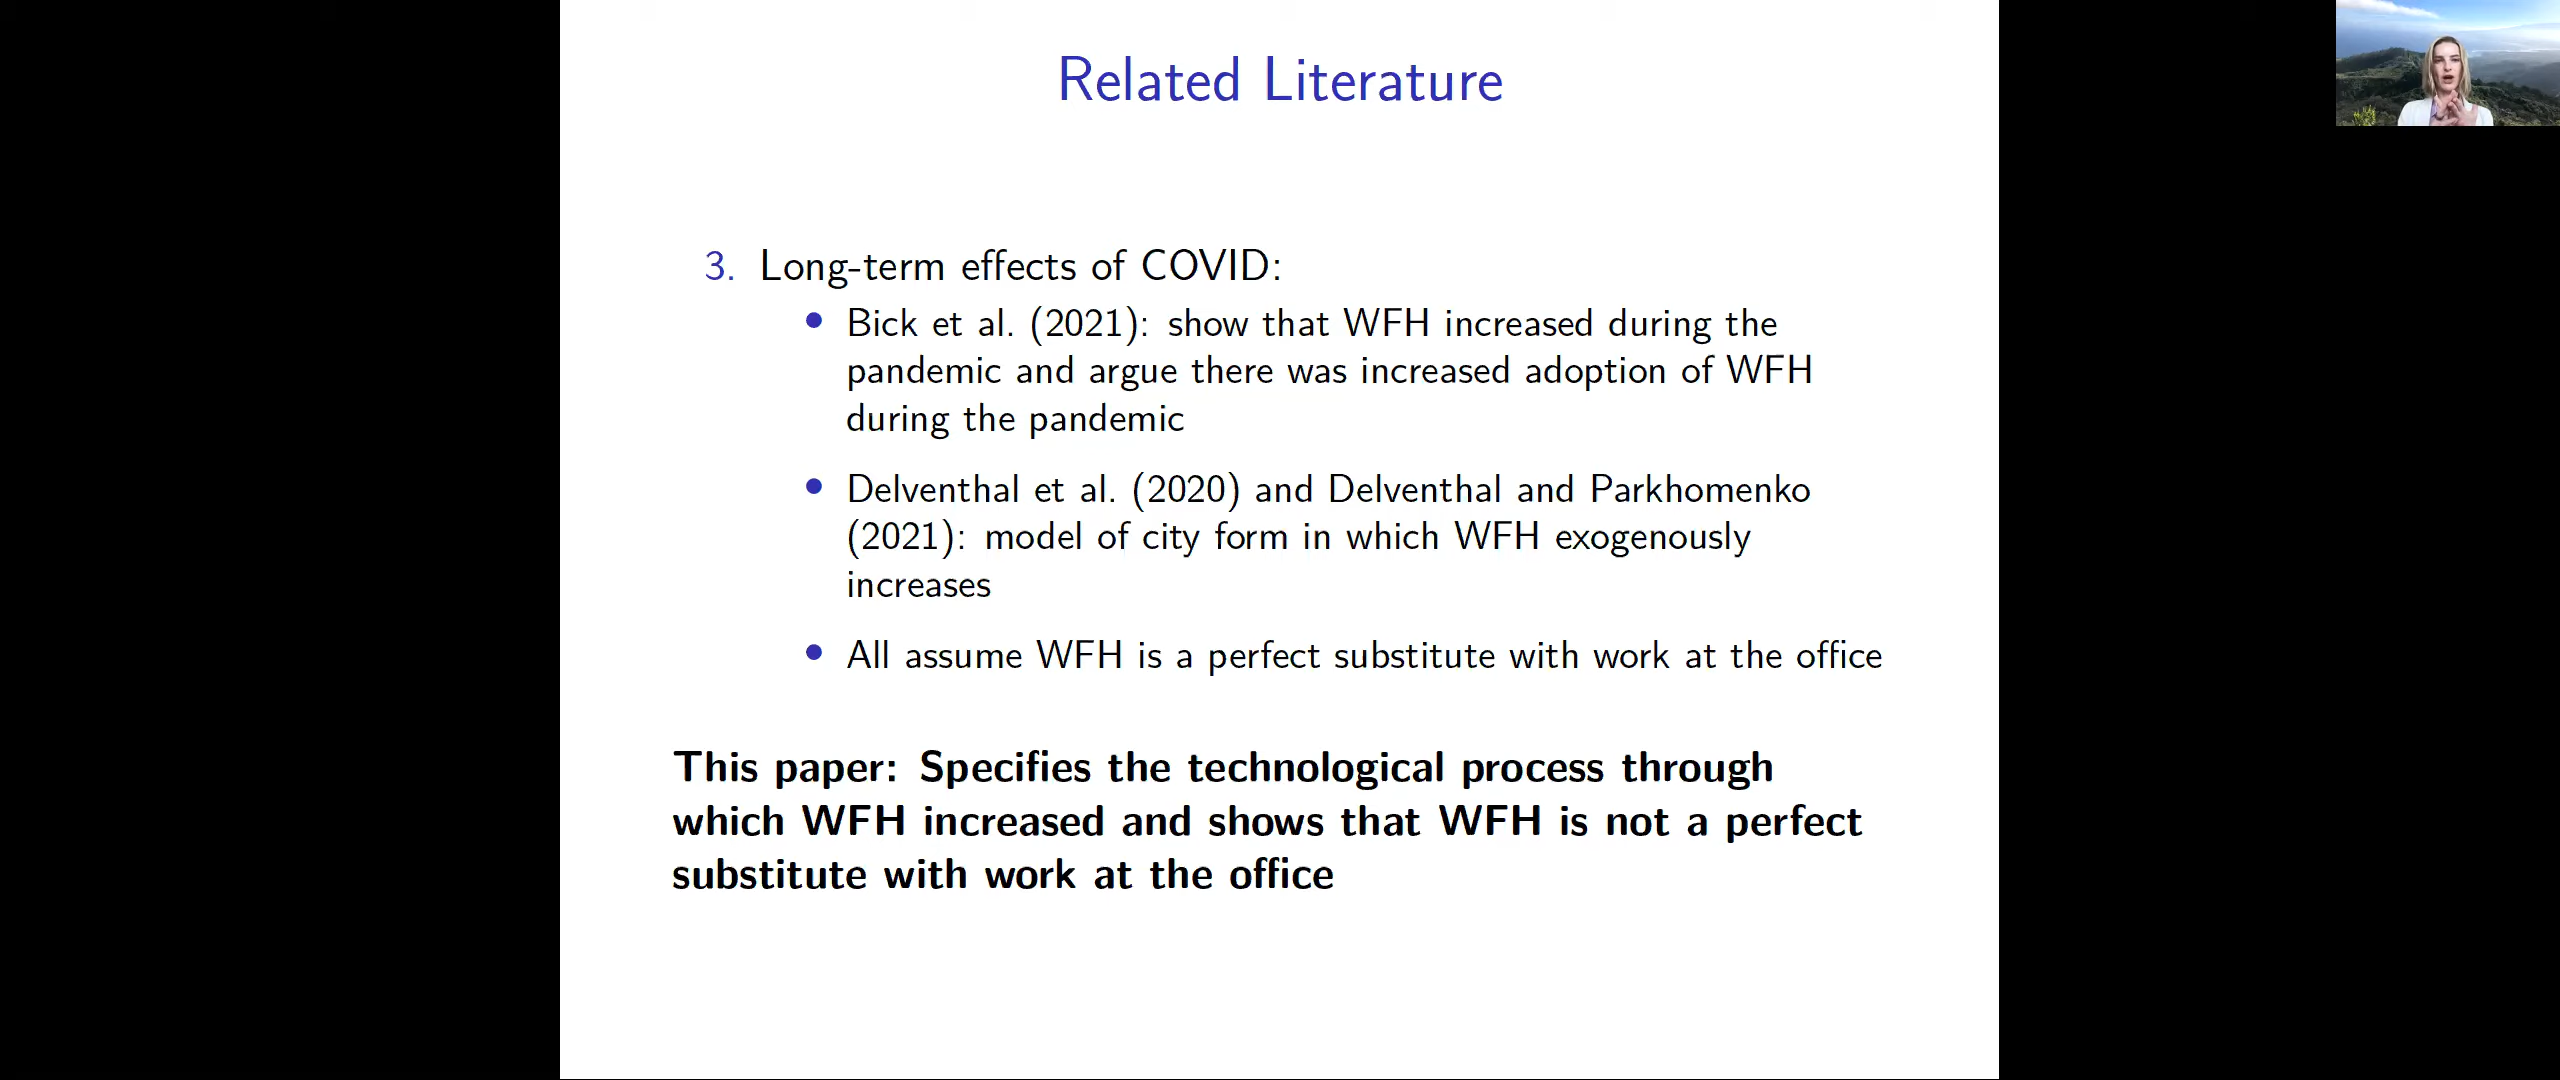 Related Literature
3. Long-term effects of COVID:
• Bick et al. (2021): show that WFH increased during the
pandemic and argue there was increased adoption of WFH
during the pandemic
• Delventhal et al. (2020) and Delventhal and Parkhomenko
(2021): model of city form in which WFH exogenously
increases
• All assume WFH is a perfect substitute with work at the office
This paper: Specifies the technological process through
which WFH increased and shows that WFH is not a perfect
substitute with work at the office